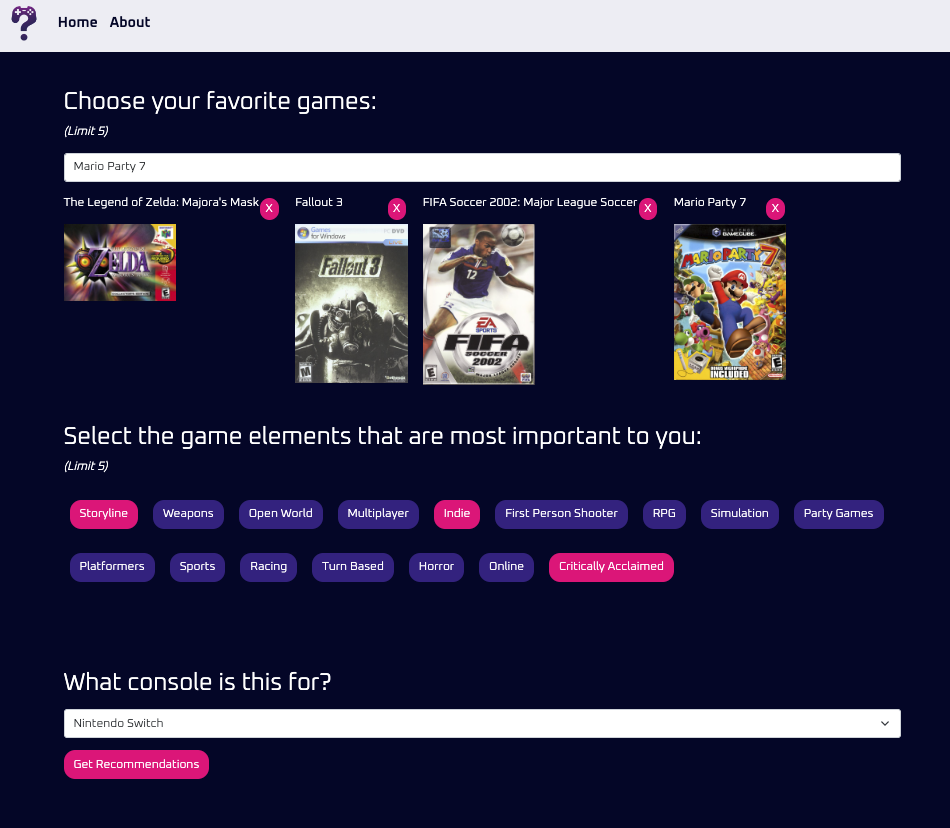 Home About
Choose your favorite games:
(Limit 5)
Mario Party 7
The Legend of Zelda: Majora's Mask X Fallout 3 X FIFA Soccer 2002: Major League Soccer X Mario Party 7 X
ZELDA
Games for Windows
PC DVD
Fallout 3
M
12
EA SPORTS
FIFA
SOCCER
2002
E
NINTENDO GAMECUBE
MARIO PARTY 7
INCLUDED
E
Select the game elements that are most important to you:
(Limit 5)
Storyline Weapons Open World Multiplayer Indie First Person Shooter RPG Simulation Party Games
Platformers Sports Racing Turn Based Horror Online Critically Acclaimed
What console is this for?
Nintendo Switch
Get Recommendations